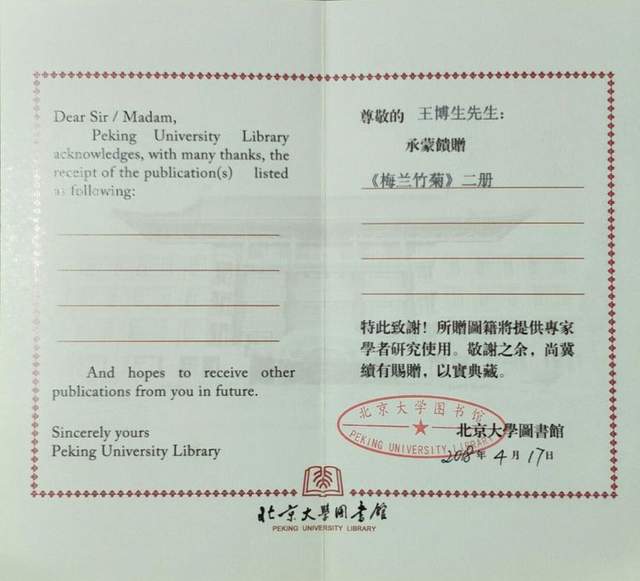 Dear Sir / Madam,
Peking University Library
acknowledges, with many thanks, the
receipt of the publication(s) listed
as following:
And hopes to receive other
publications from you in future.
Sincerely yours
Peking University Library
尊敬的 王博生先生:
承蒙饋贈
《梅兰竹菊》二册
特此致謝！所贈圖籍將提供專家
學者研究使用。敬謝之余，尚冀
續有賜贈，以實典藏。
北京大学图书馆
PEKING UNIVERSITY LIBRARY
北京大學圖書館
2018年4月17日
北京大學圖書館
PEKING UNIVERSITY LIBRARY